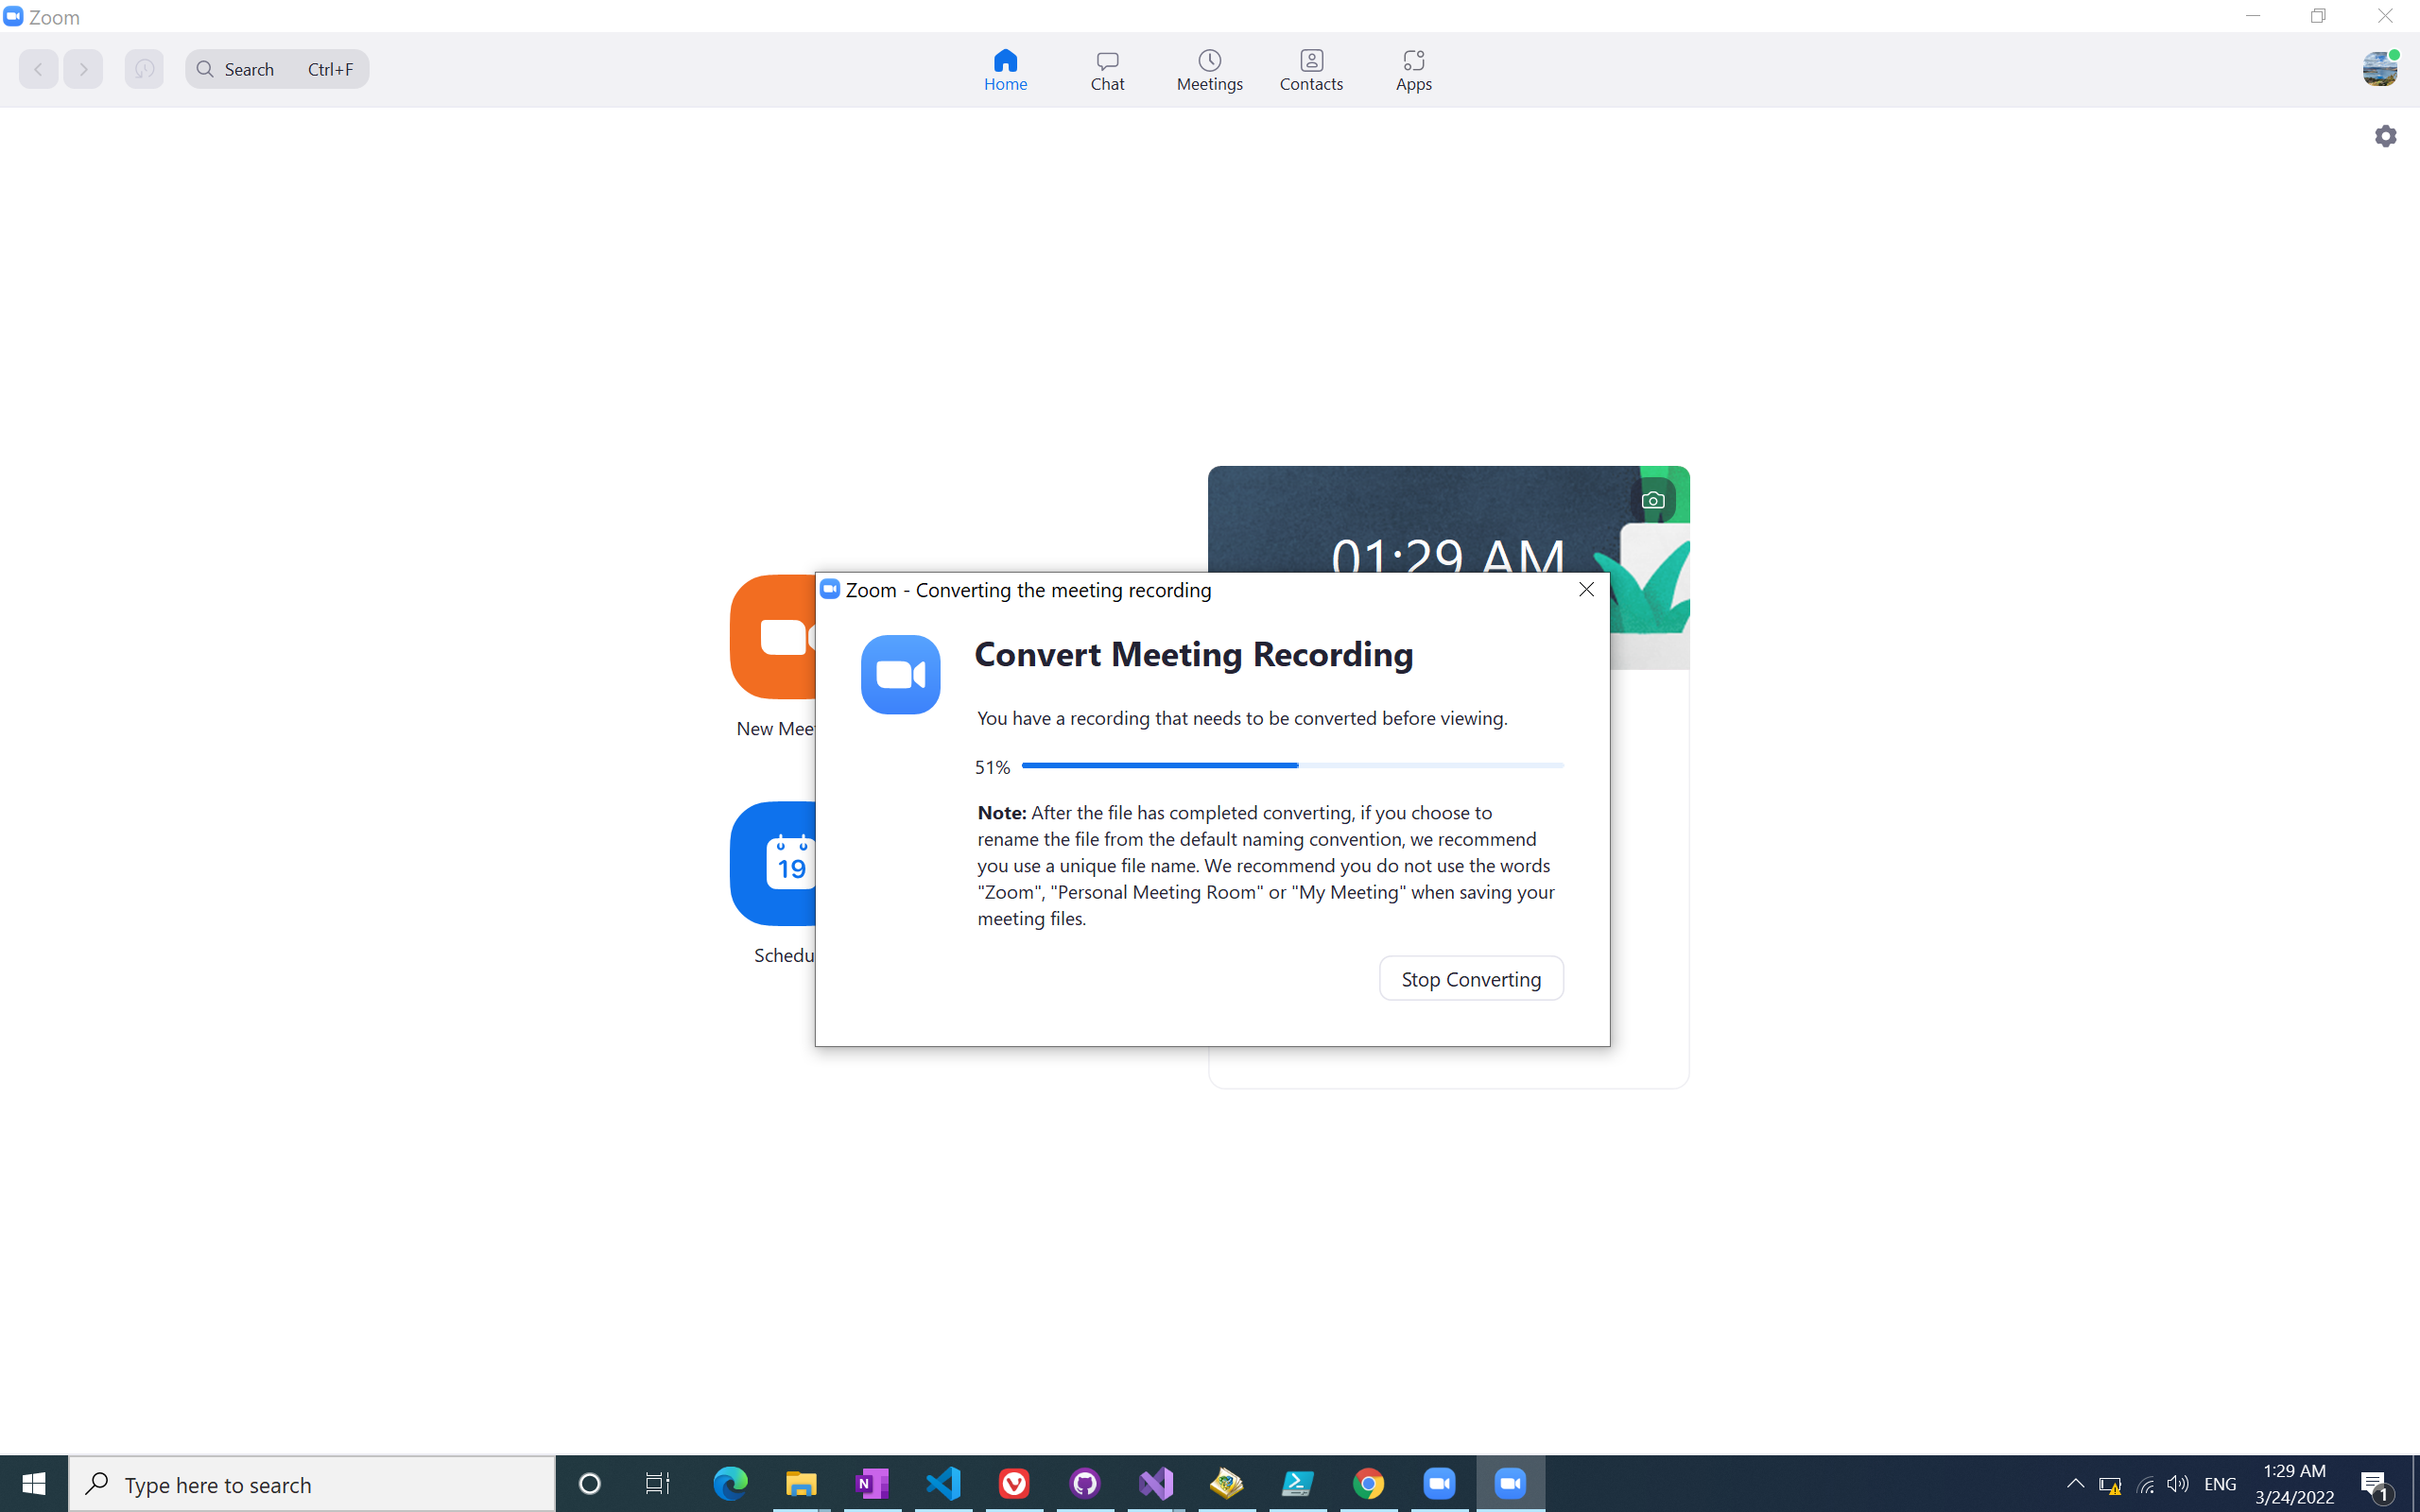 Zoom
Search Ctrl+F
Home
Chat
Meetings
Contacts
Apps
01:29 AM
New Mee
19
Schedu
Zoom - Converting the meeting recording
Convert Meeting Recording
You have a recording that needs to be converted before viewing.
51%
Note: After the file has completed converting, if you choose to
rename the file from the default naming convention, we recommend
you use a unique file name. We recommend you do not use the words
"Zoom", "Personal Meeting Room" or "My Meeting" when saving your
meeting files.
Stop Converting
Type here to search
N
ENG
1:29 AM
3/24/2022
1